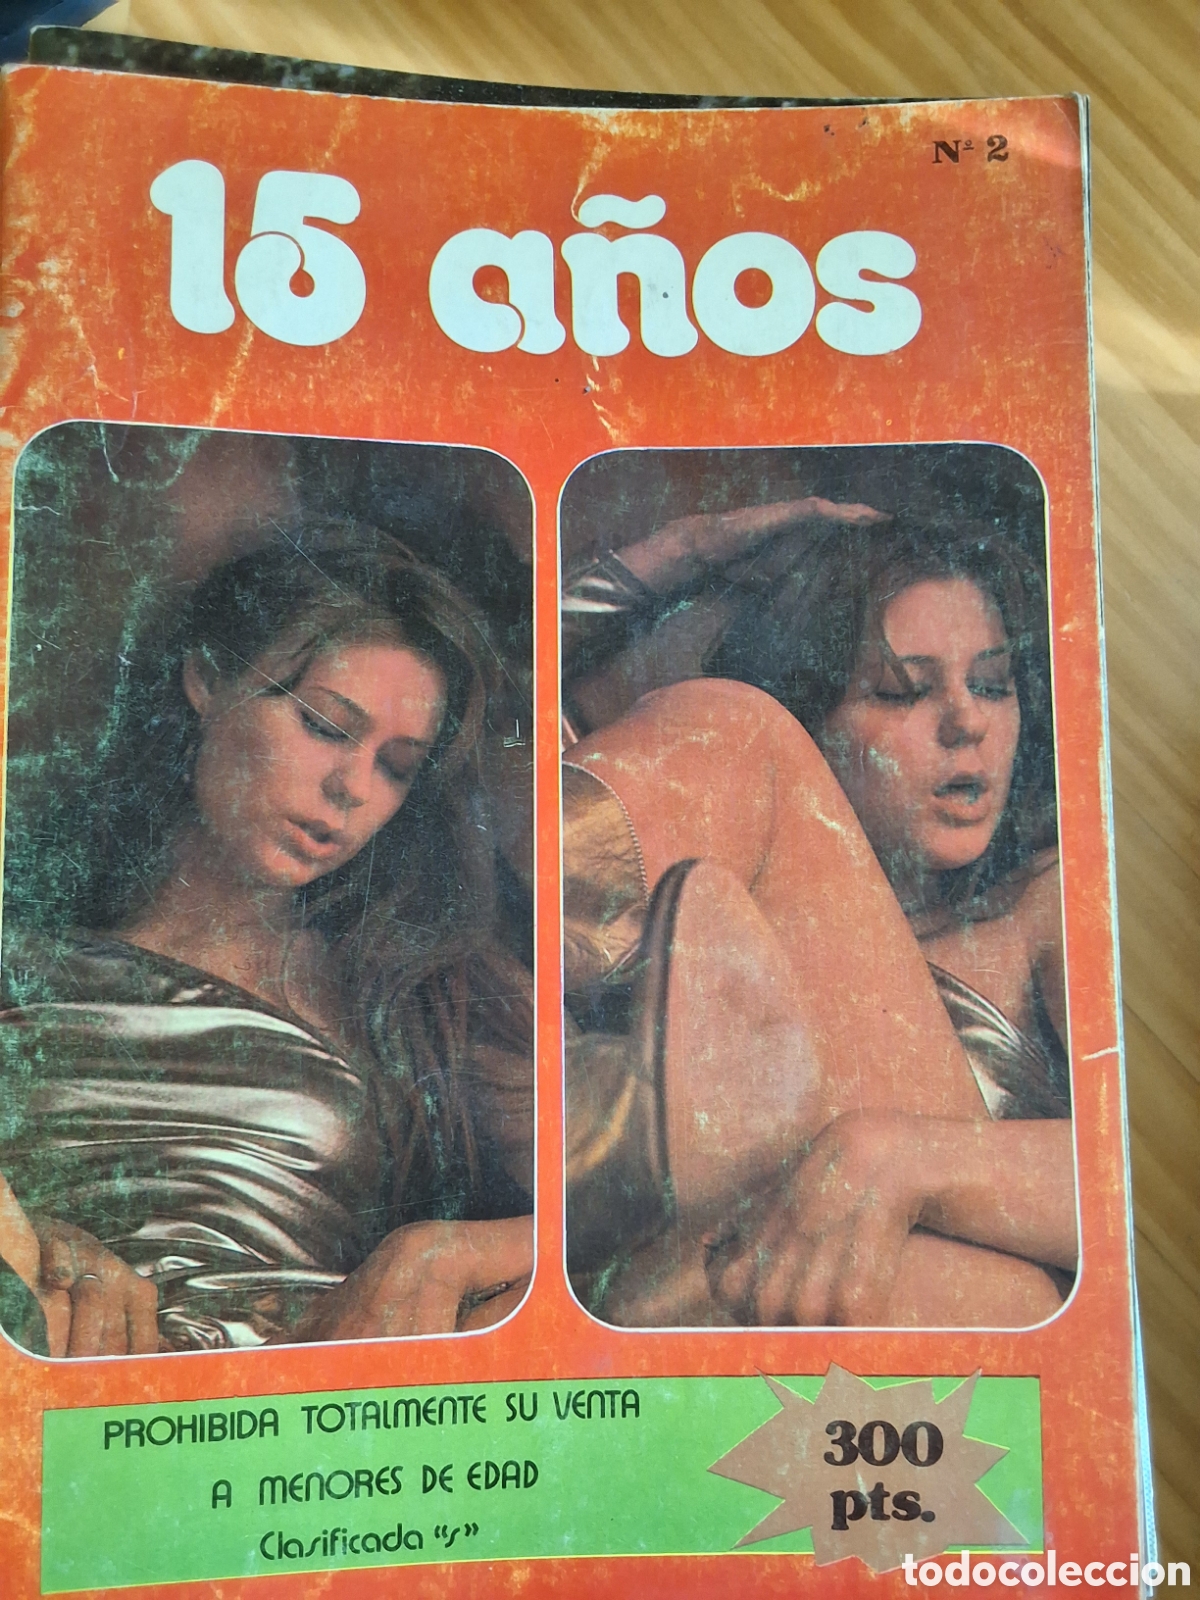 Nº 2
15 años
PROHIBIDA TOTALMENTE SU VENTA
A MENORES DE EDAD
Clasificada "s"
300
pts.
todocoleccion